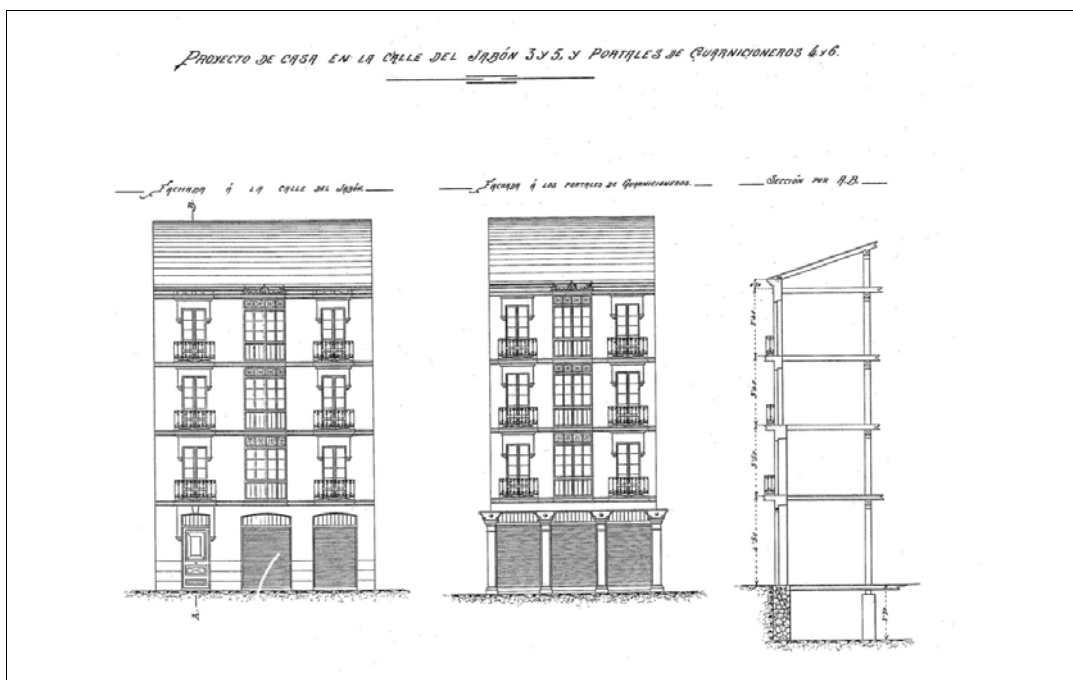 PROYECTO DE CASA EN LA CALLE DEL JABÓN 3 Y 5, Y PORTALES DE GUARNICIONEROS 4 y 6.
FACHADA Á LA CALLE DEL JABÓN.
FACHADA Á LOS PORTALES DE GUARNICIONEROS.
SECCIÓN POR A.B.
B
A